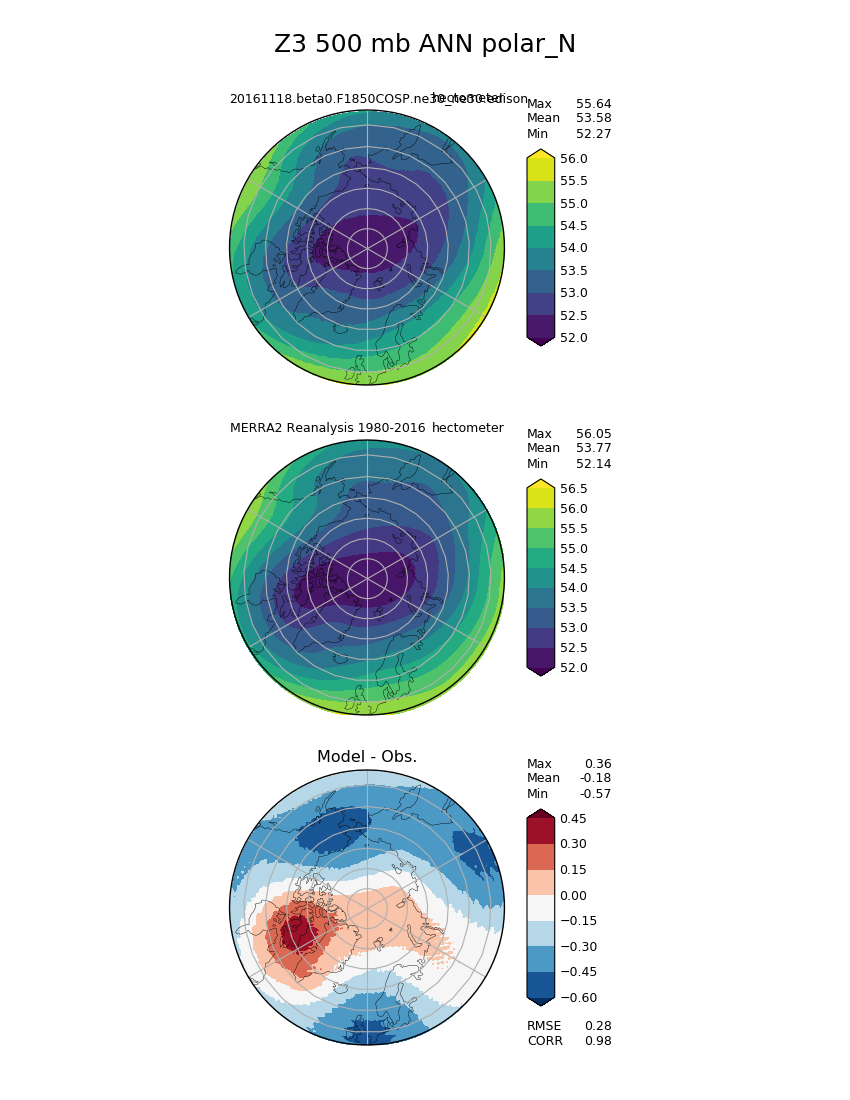 Z3 500 mb ANN polar_N
20161118.beta0.F1850COSP.ne30_ne30.edison
hectometer
Max 55.64
Mean 53.58
Min 52.27
56.0
55.5
55.0
54.5
54.0
53.5
53.0
52.5
52.0
MERRA2 Reanalysis 1980-2016 hectometer
Max 56.05
Mean 53.77
Min 52.14
56.5
56.0
55.5
55.0
54.5
54.0
53.5
53.0
52.5
52.0
Model - Obs.
Max 0.36
Mean -0.18
Min -0.57
0.45
0.30
0.15
0.00
−0.15
−0.30
−0.45
−0.60
RMSE 0.28
CORR 0.98